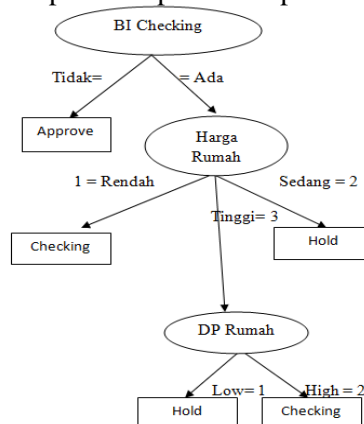 BI Checking
Tidak=
= Ada
Approve
Harga
Rumah
1 = Rendah
Sedang = 2
Tinggi= 3
Checking
Hold
DP Rumah
Low= 1
High = 2
Hold
Checking